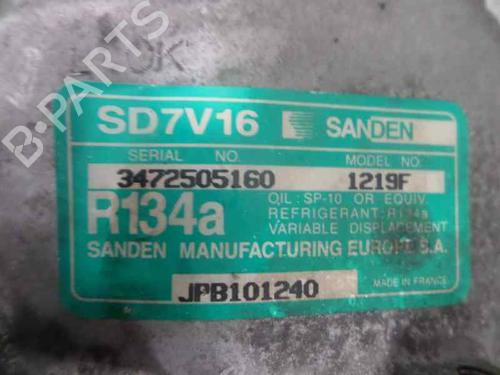 OK
SD7V16 SANDEN
SERIAL NO. MODEL NO.
3472505160 1219F
R134a OIL: SP-10 OR EQUIV.
REFRIGERANT: R134a
VARIABLE DISPLACEMENT
SANDEN MANUFACTURING EUROPE S.A.
JPB101240 MADE IN FRANCE
B-PARTS